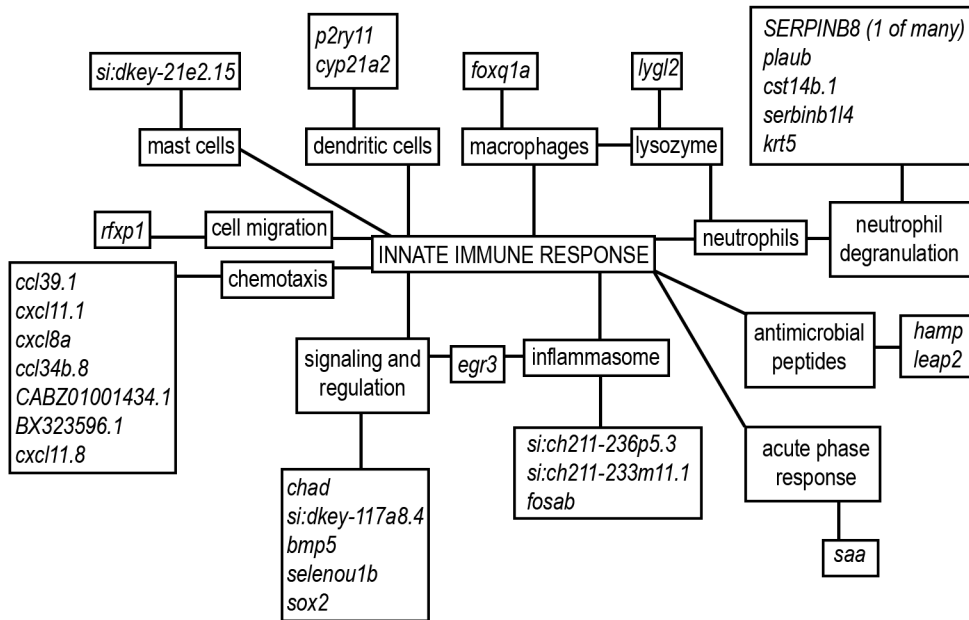 si:dkey-21e2.15
p2ry11
cyp21a2
foxq1a
lygl2
SERPINB8 (1 of many)
plaub
cst14b.1
serbinb1l4
krt5
mast cells
dendritic cells
macrophages
lysozyme
rfxp1
cell migration
INNATE IMMUNE RESPONSE
neutrophils
neutrophil
degranulation
chemotaxis
ccl39.1
cxcl11.1
cxcl8a
ccl34b.8
CABZ01001434.1
BX323596.1
cxcl11.8
signaling and
regulation
egr3
inflammasome
antimicrobial
peptides
hamp
leap2
chad
si:dkey-117a8.4
bmp5
selenou1b
sox2
si:ch211-236p5.3
si:ch211-233m11.1
fosab
acute phase
response
saa